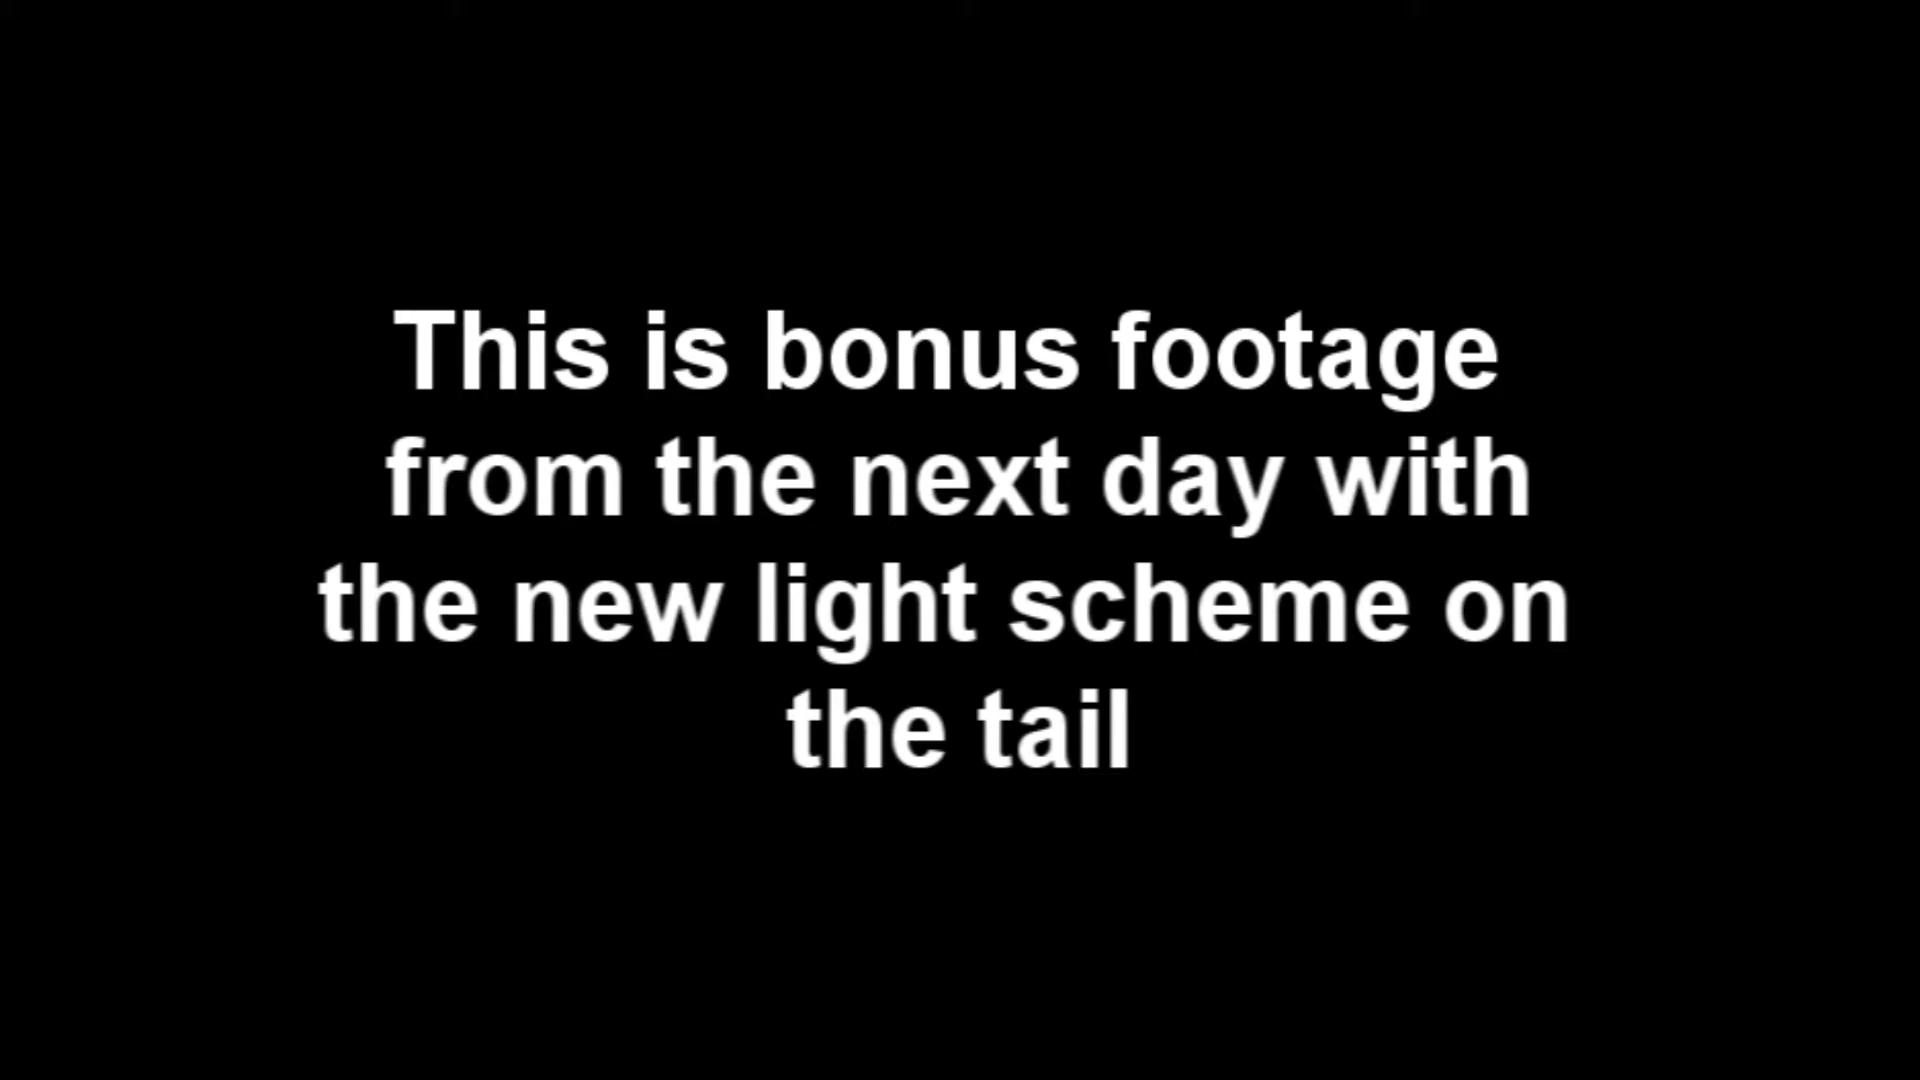 This is bonus footage
from the next day with
the new light scheme on
the tail